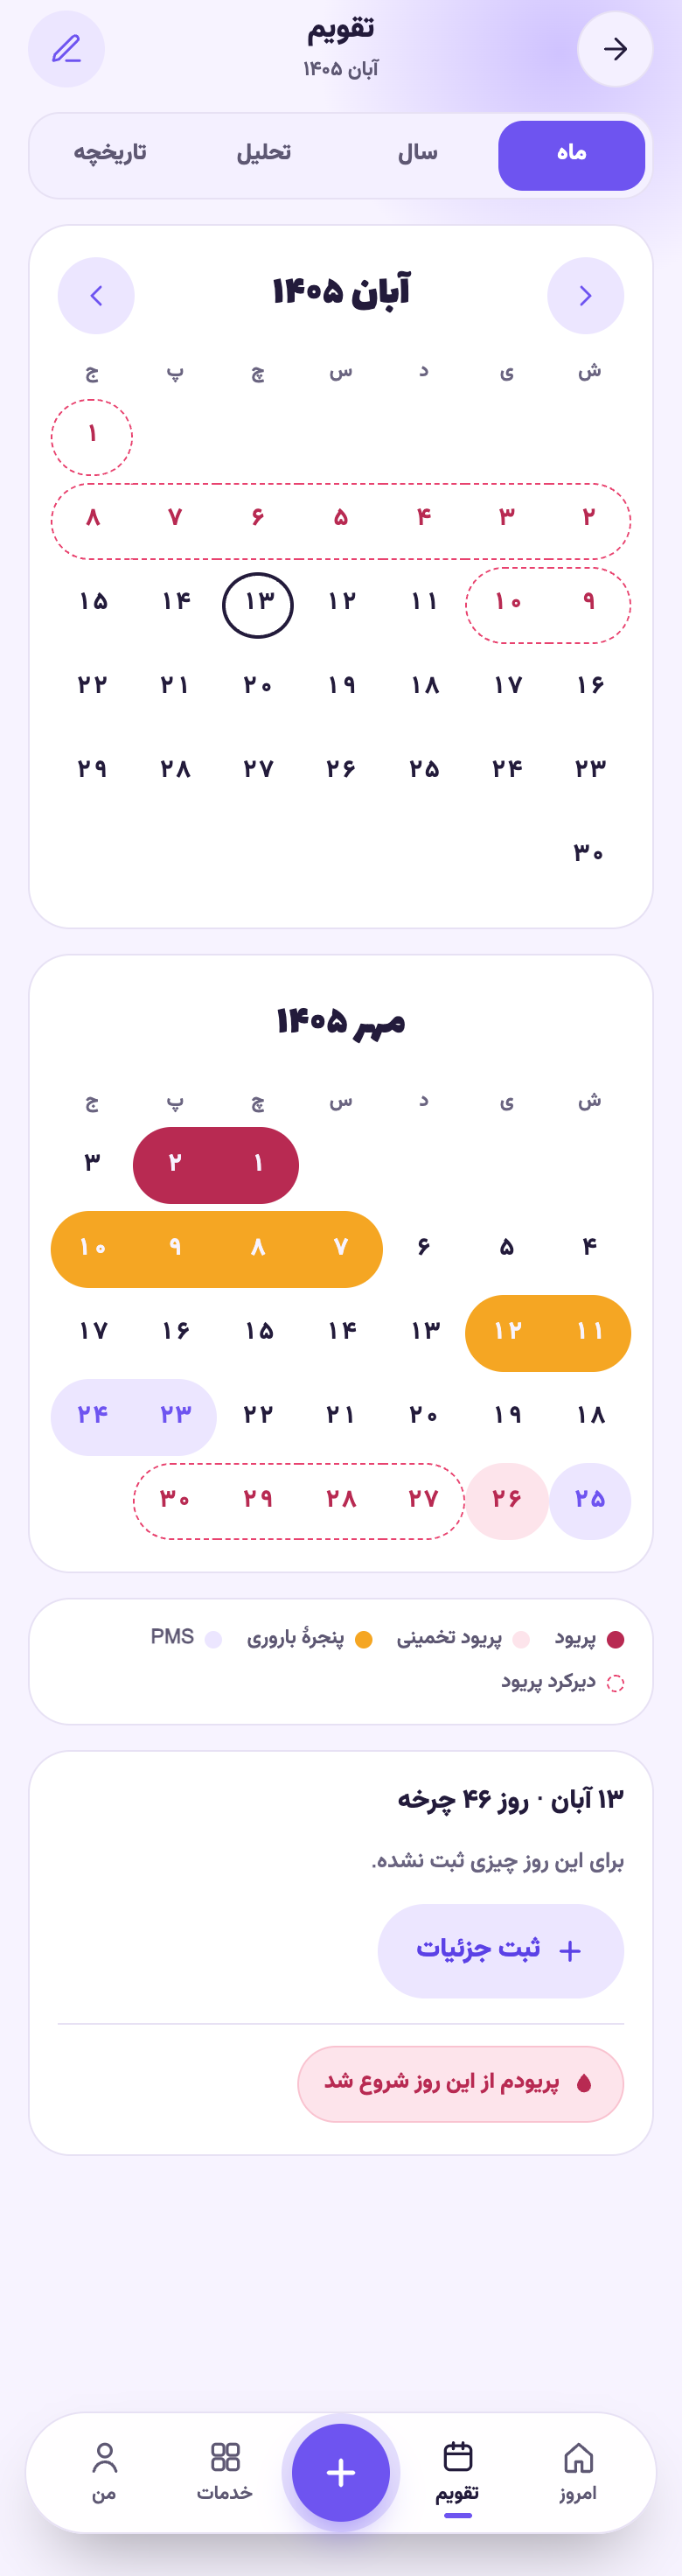 تقویم
آبان ۱۴۰۵
ماه سال تحلیل تاریخچه
آبان ۱۴۰۵
ش ی د س چ پ ج
۱
۲ ۳ ۴ ۵ ۶ ۷ ۸
۹ ۱۰ ۱۱ ۱۲ ۱۳ ۱۴ ۱۵
۱۶ ۱۷ ۱۸ ۱۹ ۲۰ ۲۱ ۲۲
۲۳ ۲۴ ۲۵ ۲۶ ۲۷ ۲۸ ۲۹
۳۰
مهر ۱۴۰۵
ش ی د س چ پ ج
۱ ۲ ۳
۴ ۵ ۶ ۷ ۸ ۹ ۱۰
۱۱ ۱۲ ۱۳ ۱۴ ۱۵ ۱۶ ۱۷
۱۸ ۱۹ ۲۰ ۲۱ ۲۲ ۲۳ ۲۴
۲۵ ۲۶ ۲۷ ۲۸ ۲۹ ۳۰
پریود پریود تخمینی پنجرهٔ باروری PMS
دیرکرد پریود
۱۳ آبان · روز ۴۶ چرخه
برای این روز چیزی ثبت نشده.
ثبت جزئیات
پریودم از این روز شروع شد
امروز تقویم خدمات من